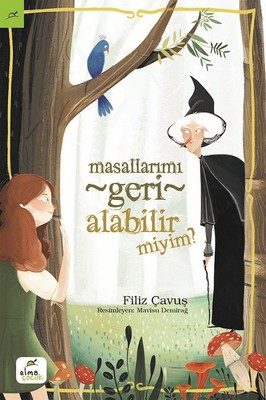 masallarımı
~geri~
alabilir
miyim?
Filiz Çavuş
Resimleyen: Mavisu Demirağ
elma
çocuk